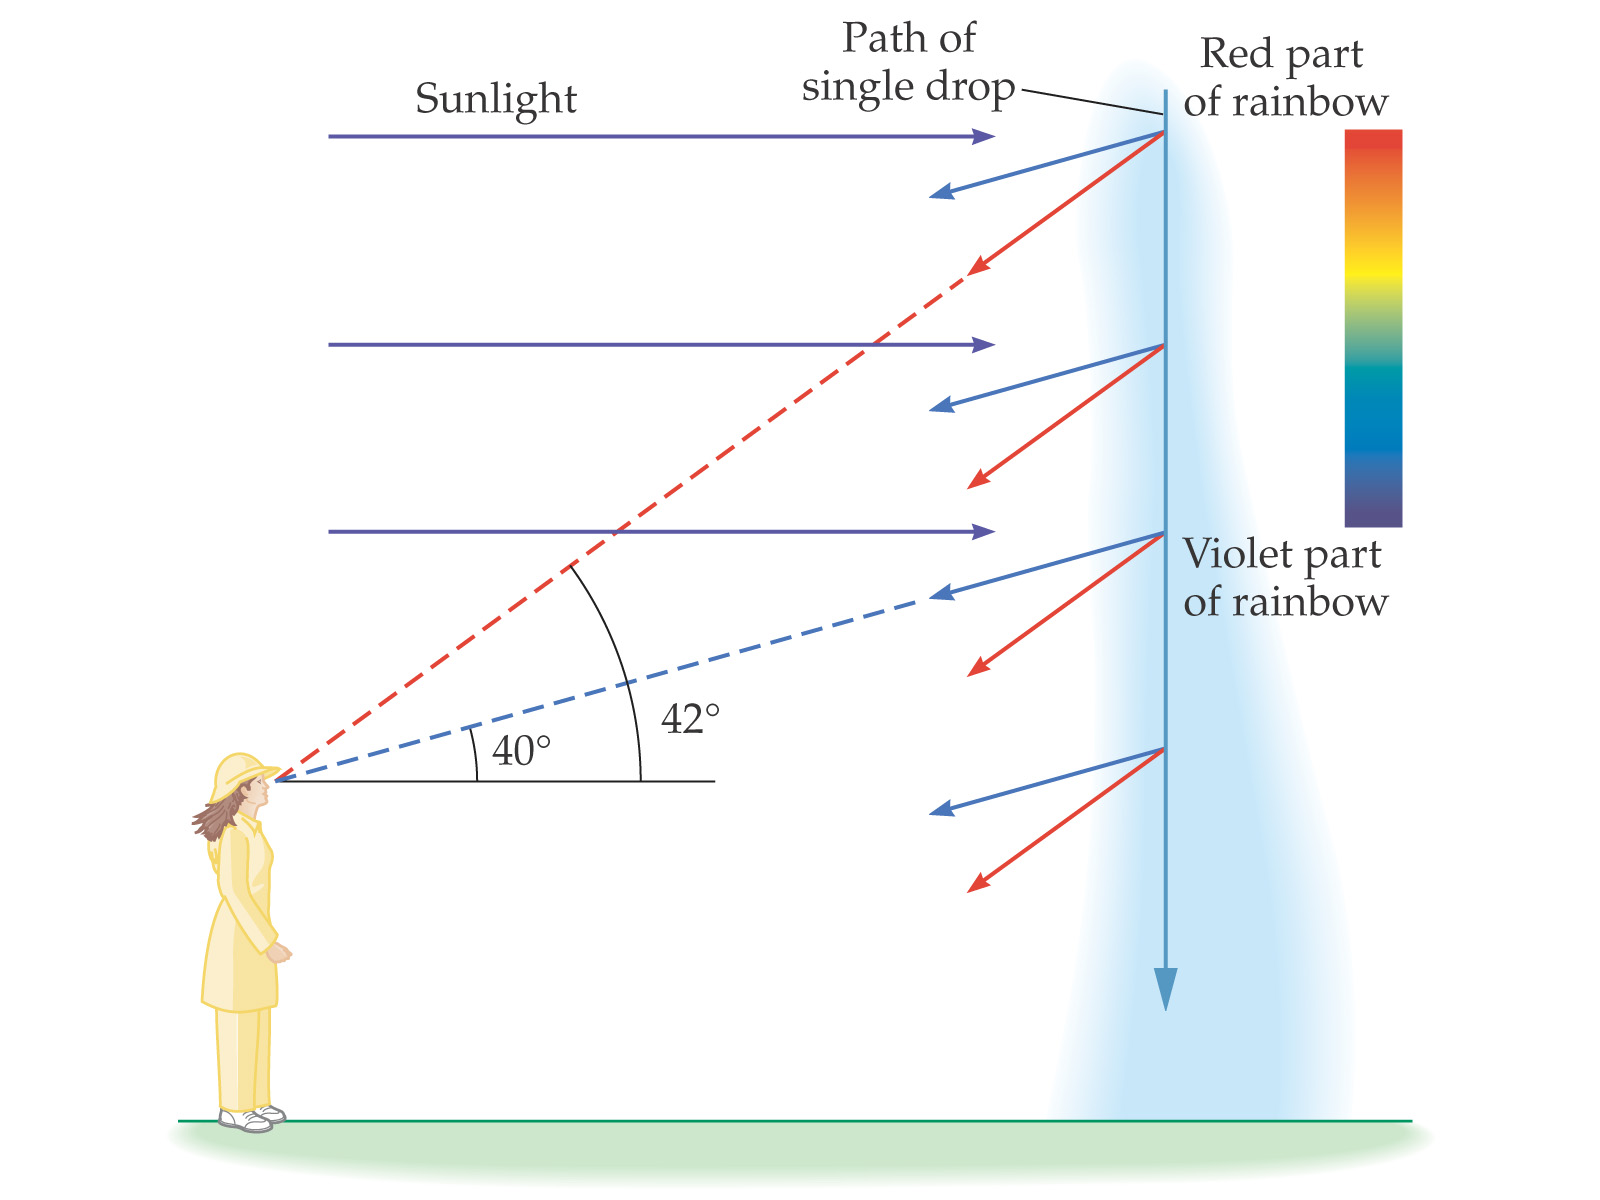 Path of
single drop
Red part
of rainbow
Sunlight
Violet part
of rainbow
42°
40°